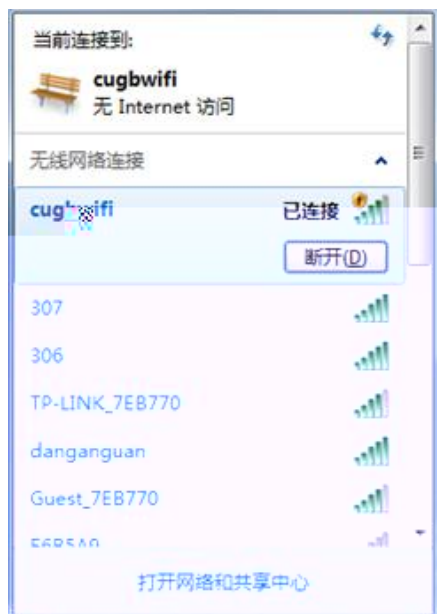 当前连接到:
cugbwifi
无 Internet 访问
无线网络连接
cugbwifi 已连接
断开(D)
307
306
TP-LINK_7EB770
danganguan
Guest_7EB770
打开网络和共享中心